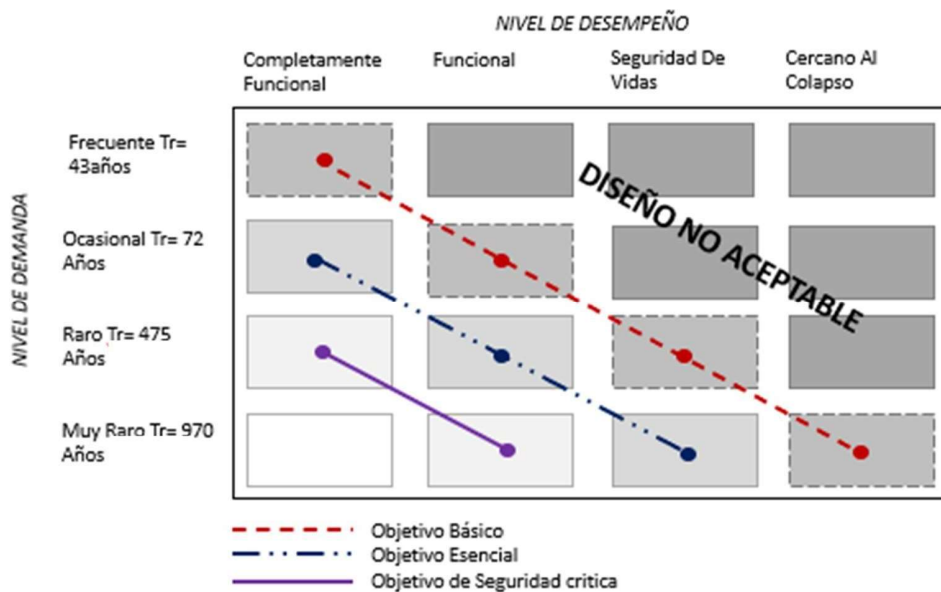 NIVEL DE DESEMPEÑO
Completamente
Funcional
Funcional
Seguridad De
Vidas
Cercano Al
Colapso
NIVEL DE DEMANDA
Frecuente Tr=
43años
Ocasional Tr= 72
Años
Raro Tr= 475
Años
Muy Raro Tr= 970
Años
DISEÑO NO ACEPTABLE
Objetivo Básico
Objetivo Esencial
Objetivo de Seguridad critica